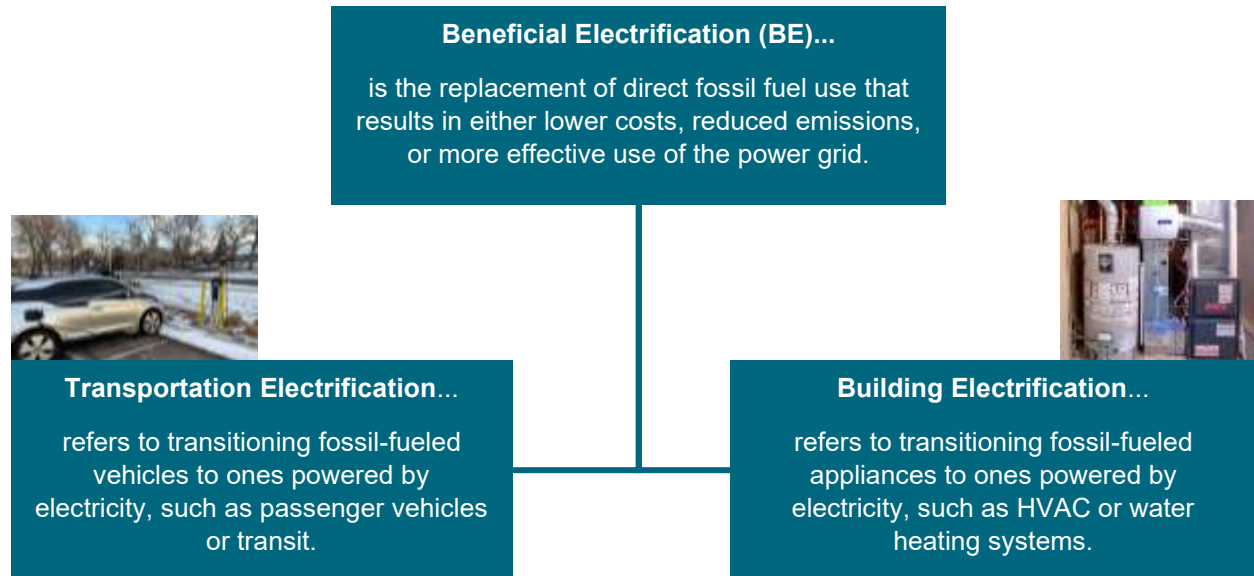 Beneficial Electrification (BE)...
is the replacement of direct fossil fuel use that
results in either lower costs, reduced emissions,
or more effective use of the power grid.
Transportation Electrification...
refers to transitioning fossil-fueled
vehicles to ones powered by
electricity, such as passenger vehicles
or transit.
Building Electrification...
refers to transitioning fossil-fueled
appliances to ones powered by
electricity, such as HVAC or water
heating systems.